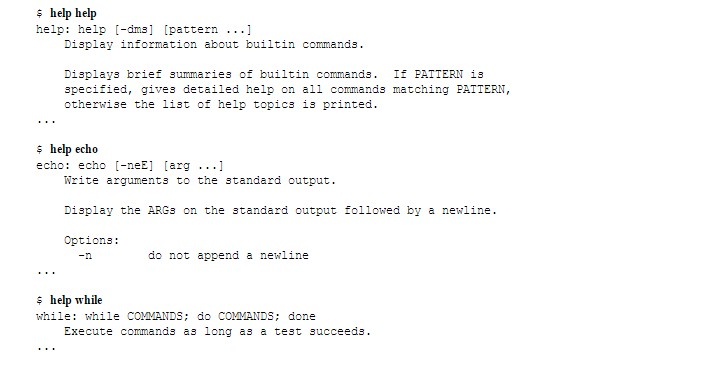 $ help help
help: help [-dms] [pattern ...]
Display information about builtin commands.
Displays brief summaries of builtin commands. If PATTERN is
specified, gives detailed help on all commands matching PATTERN,
otherwise the list of help topics is printed.
...
$ help echo
echo: echo [-neE] [arg ...]
Write arguments to the standard output.
Display the ARGs on the standard output followed by a newline.
Options:
-n do not append a newline
...
$ help while
while: while COMMANDS; do COMMANDS; done
Execute commands as long as a test succeeds.
...